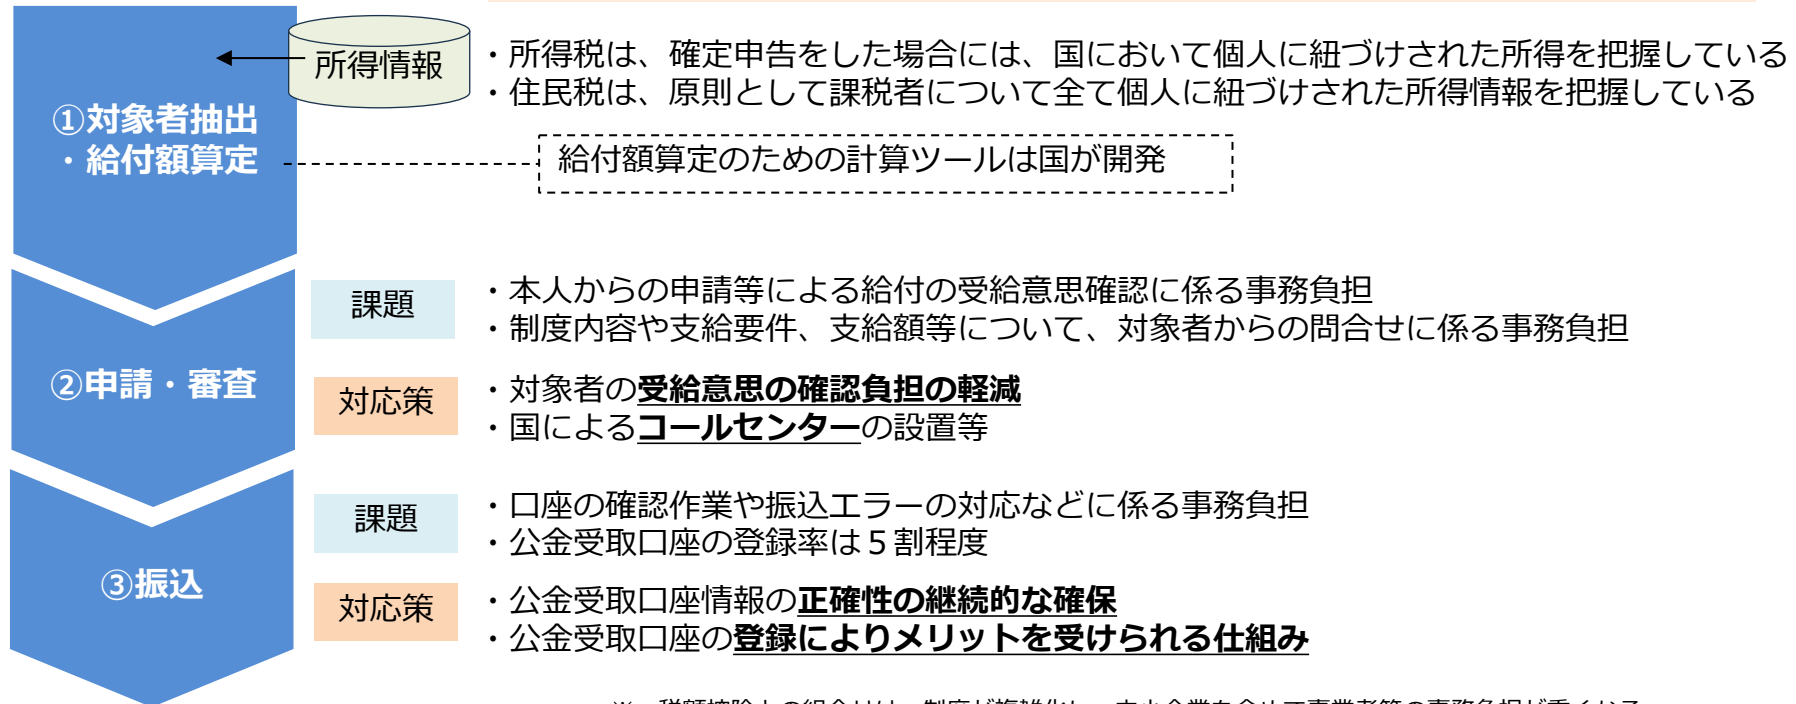 所得情報
・所得税は、確定申告をした場合には、国において個人に紐づけされた所得を把握している
・住民税は、原則として課税者について全て個人に紐づけされた所得情報を把握している
①対象者抽出
・給付額算定
給付額算定のための計算ツールは国が開発
課題
・本人からの申請等による給付の受給意思確認に係る事務負担
・制度内容や支給要件、支給額等について、対象者からの問合せに係る事務負担
②申請・審査
対応策
・対象者の受給意思の確認負担の軽減
・国によるコールセンターの設置等
課題
・口座の確認作業や振込エラーの対応などに係る事務負担
・公金受取口座の登録率は５割程度
③振込
対応策
・公金受取口座情報の正確性の継続的な確保
・公金受取口座の登録によりメリットを受けられる仕組み